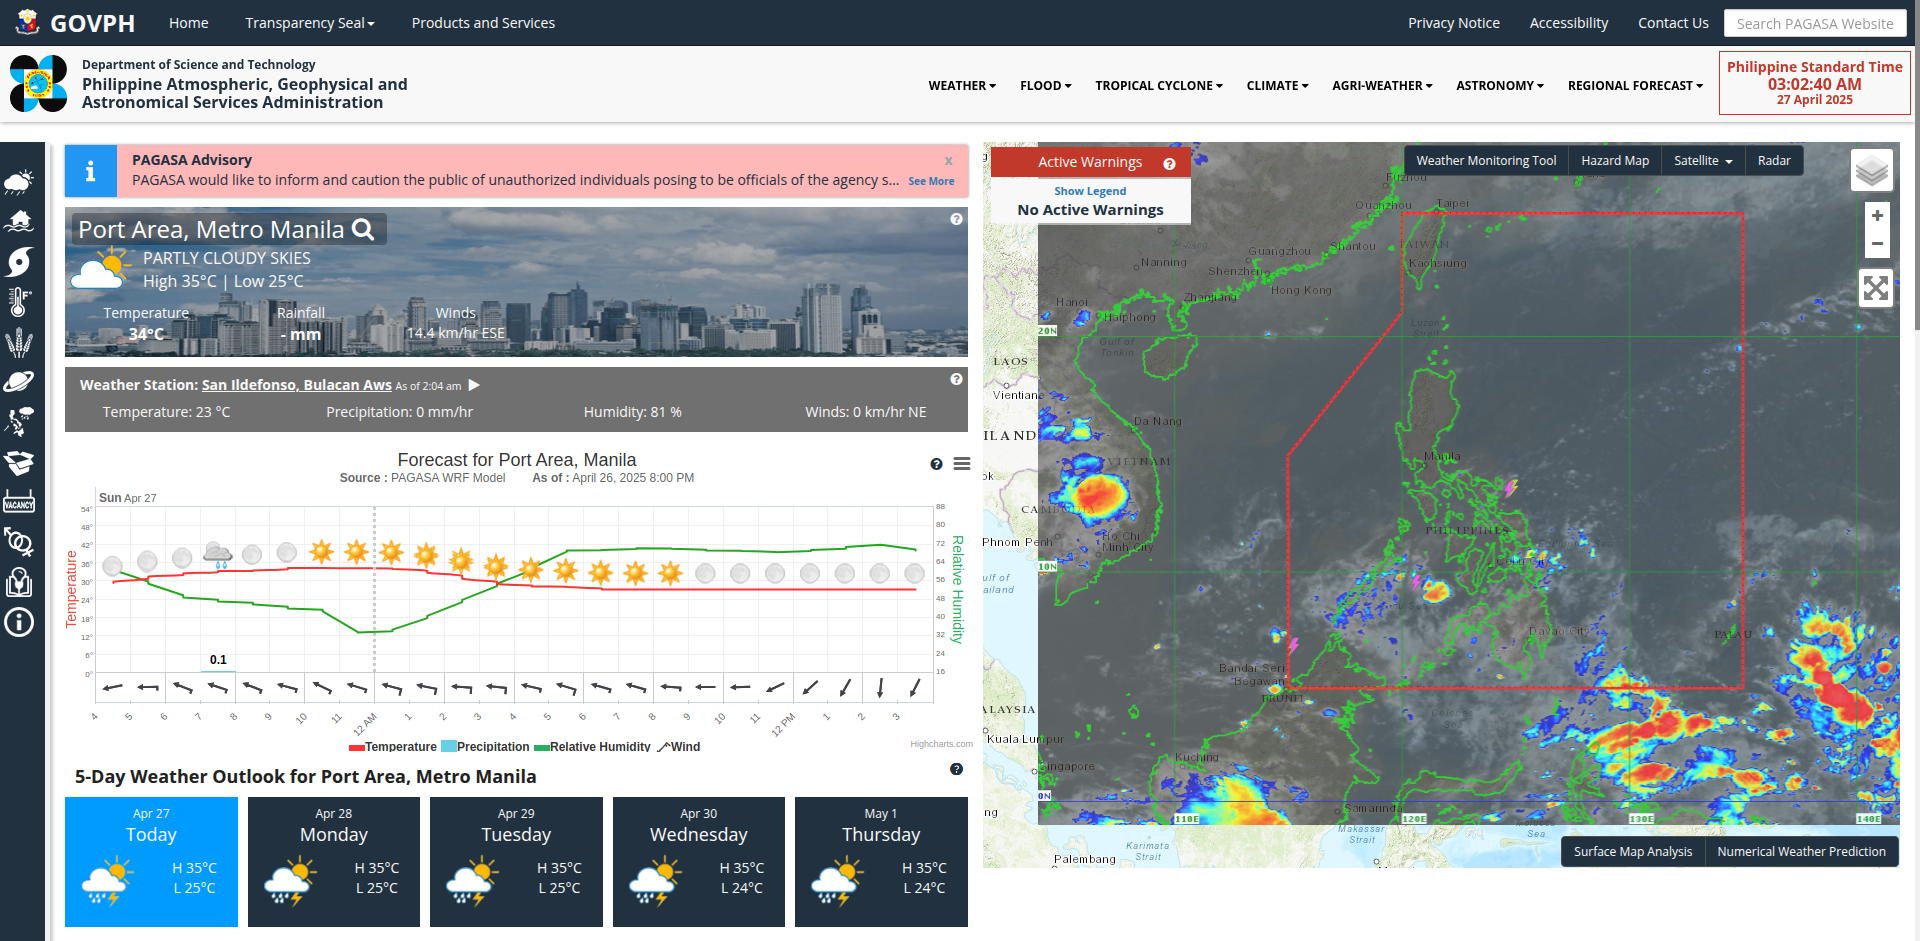 GOVPH
Home
Transparency Seal
Products and Services
Privacy Notice
Accessibility
Contact Us
Search PAGASA Website
Department of Science and Technology
Philippine Atmospheric, Geophysical and
Astronomical Services Administration
WEATHER
FLOOD
TROPICAL CYCLONE
CLIMATE
AGRI-WEATHER
ASTRONOMY
REGIONAL FORECAST
Philippine Standard Time
03:02:40 AM
27 April 2025
PAGASA Advisory
x
PAGASA would like to inform and caution the public of unauthorized individuals posing to be officials of the agency s...
See More
Port Area, Metro Manila
PARTLY CLOUDY SKIES
High 35°C | Low 25°C
Temperature
34°C
Rainfall
- mm
Winds
14.4 km/hr ESE
Weather Station: San Ildefonso, Bulacan Aws As of 2:04 am
Temperature: 23 °C
Precipitation: 0 mm/hr
Humidity: 81 %
Winds: 0 km/hr NE
Forecast for Port Area, Manila
Source : PAGASA WRF Model As of : April 26, 2025 8:00 PM
Sun Apr 27
Temperature
54°
48°
42°
36°
30°
24°
18°
12°
6°
0°
0.1
88
80
72
64
56
48
40
32
24
16
Relative Humidity
4
5
6
7
8
9
10
11
12 AM
1
2
3
4
5
6
7
8
9
10
11
12 PM
1
2
3
Temperature
Precipitation
Relative Humidity
Wind
Highcharts.com
5-Day Weather Outlook for Port Area, Metro Manila
Apr 27
Today
H 35°C
L 25°C
Apr 28
Monday
H 35°C
L 25°C
Apr 29
Tuesday
H 35°C
L 25°C
Apr 30
Wednesday
H 35°C
L 24°C
May 1
Thursday
H 35°C
L 24°C
VACANCY
Active Warnings
Show Legend
No Active Warnings
Weather Monitoring Tool
Hazard Map
Satellite
Radar
+
−
Fuzhou
Quanzhou
Taipei
TAIWAN
Kaohsiung
Shantou
Guangzhou
Shenzhen
Hong Kong
Nanning
Zhanjiang
Hanoi
Haiphong
Gulf of
Tonkin
Luzon
Strait
20N
LAOS
Vientiane
Da Nang
ILAND
VIETNAM
ok
CAMBODIA
Phnom Penh
Ho Chi
Minh City
10N
ulf of
ailand
Manila
PHILIPPINES
Cebu City
Davao City
PALAU
Bandar Seri
Begawan
BRUNEI
ALAYSIA
Kuala Lumpur
Celebes
Sea
Kuching
Singapore
0N
ng
Samarinda
110E
120E
130E
140E
Makassar
Strait
Karimata
Strait
Palembang
Sea
Surface Map Analysis
Numerical Weather Prediction